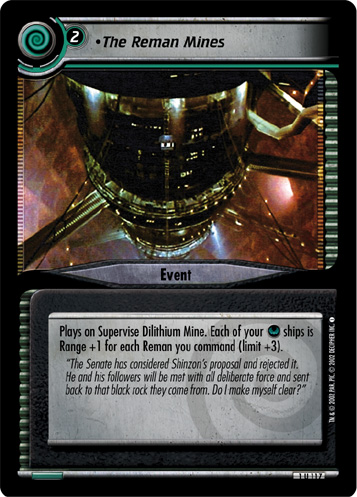 2
•The Reman Mines
Event
Plays on Supervise Dilithium Mine. Each of your ships is
Range +1 for each Reman you command (limit +3).
"The Senate has considered Shinzon's proposal and rejected it.
He and his followers will be met with all deliberate force and sent
back to that black rock they come from. Do I make myself clear?"
TM & © 2002 PAR. PIC. © 2002 DECIPHER INC.
1 U 117